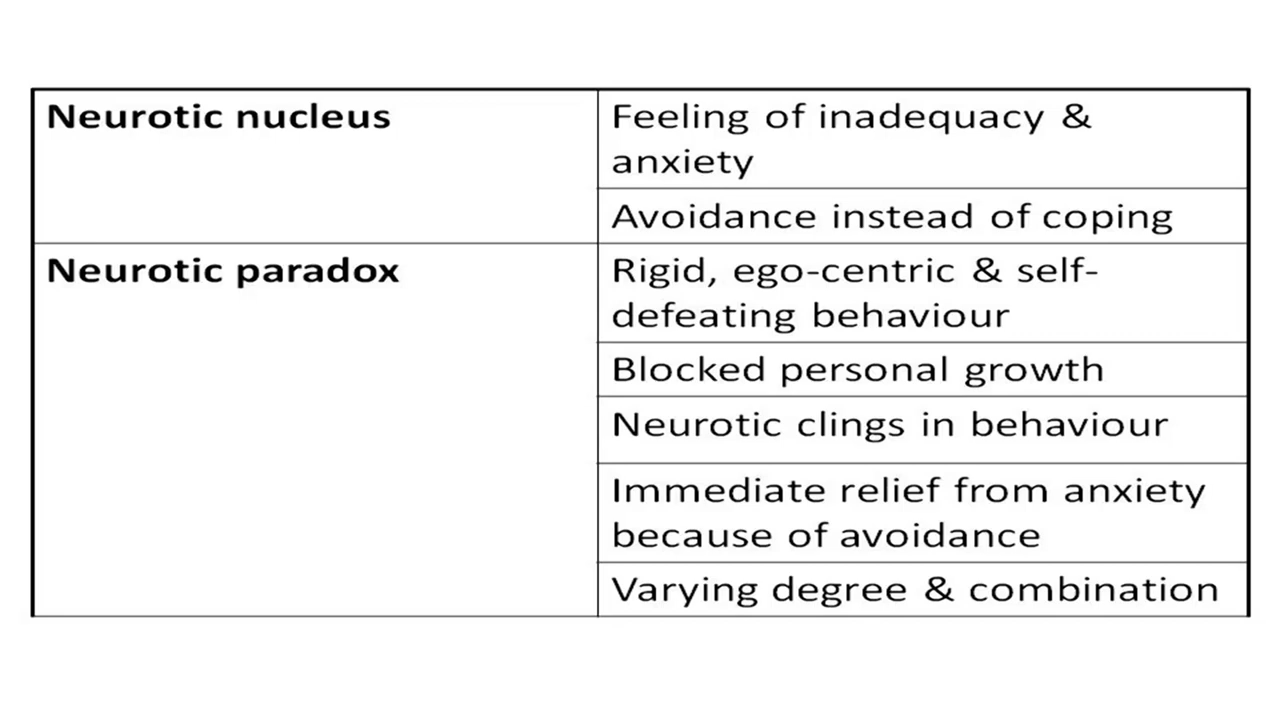 Neurotic nucleus
Feeling of inadequacy &
anxiety
Avoidance instead of coping
Neurotic paradox
Rigid, ego-centric & self-
defeating behaviour
Blocked personal growth
Neurotic clings in behaviour
Immediate relief from anxiety
because of avoidance
Varying degree & combination